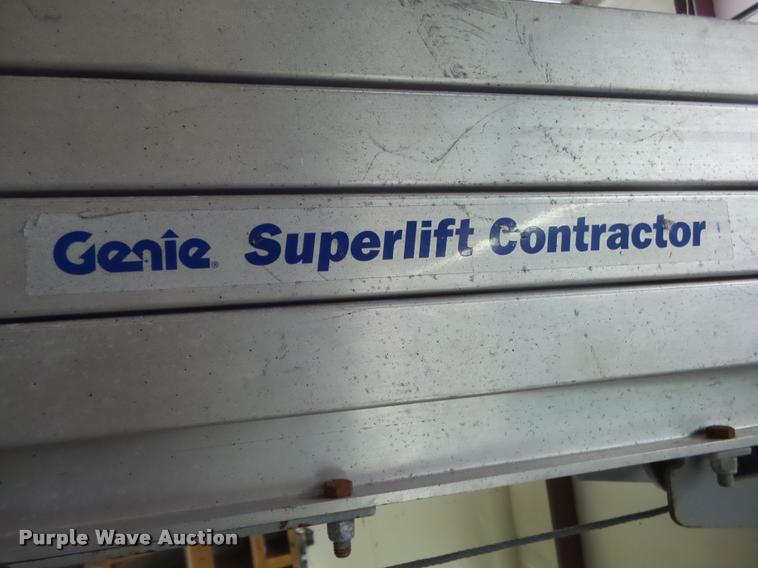 Genie® Superlift Contractor
Purple Wave Auction